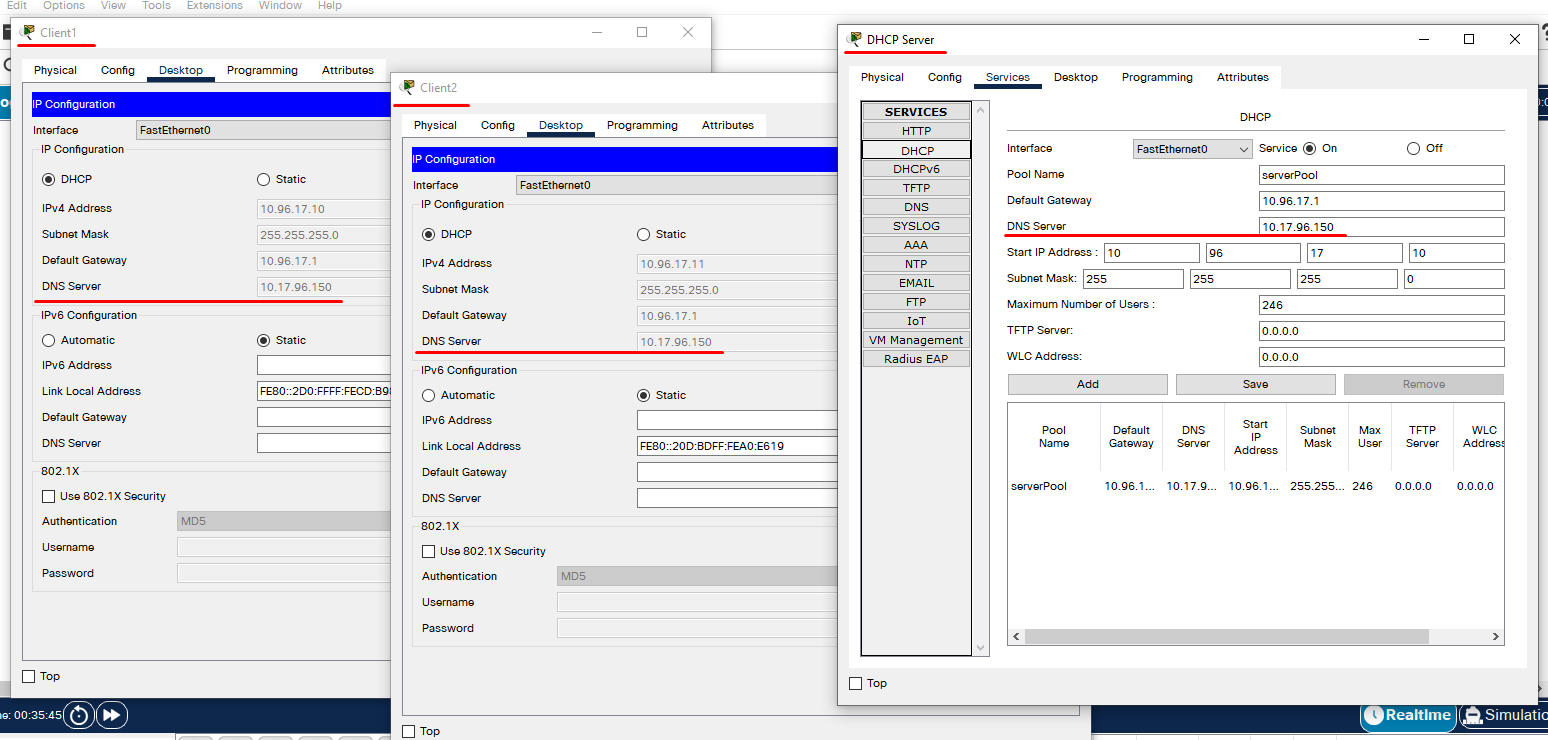 Edit Options View Tools Extensions Window Help
Client1
Physical Config Desktop Programming Attributes
IP Configuration
Interface FastEthernet0
IP Configuration
DHCP Static
IPv4 Address 10.96.17.10
Subnet Mask 255.255.255.0
Default Gateway 10.96.17.1
DNS Server 10.17.96.150
IPv6 Configuration
Automatic Static
IPv6 Address
Link Local Address FE80::2D0:FFFF:FECD:B9
Default Gateway
DNS Server
802.1X
Use 802.1X Security
Authentication MD5
Username
Password
Top
Client2
Physical Config Desktop Programming Attributes
IP Configuration
Interface FastEthernet0
IP Configuration
DHCP Static
IPv4 Address 10.96.17.11
Subnet Mask 255.255.255.0
Default Gateway 10.96.17.1
DNS Server 10.17.96.150
IPv6 Configuration
Automatic Static
IPv6 Address
Link Local Address FE80::20D:BDFF:FEA0:E619
Default Gateway
DNS Server
802.1X
Use 802.1X Security
Authentication MD5
Username
Password
Top
DHCP Server
Physical Config Services Desktop Programming Attributes
SERVICES
HTTP
DHCP
DHCPv6
TFTP
DNS
SYSLOG
AAA
NTP
EMAIL
FTP
IoT
VM Management
Radius EAP
DHCP
Interface FastEthernet0 Service On Off
Pool Name serverPool
Default Gateway 10.96.17.1
DNS Server 10.17.96.150
Start IP Address : 10 96 17 10
Subnet Mask: 255 255 255 0
Maximum Number of Users : 246
TFTP Server: 0.0.0.0
WLC Address: 0.0.0.0
Add Save Remove
Pool Name Default Gateway DNS Server Start IP Address Subnet Mask Max User TFTP Server WLC Address
serverPool 10.96.1... 10.17.9... 10.96.1... 255.255... 246 0.0.0.0 0.0.0.0
Top
me: 00:35:45
Realtime Simulatio